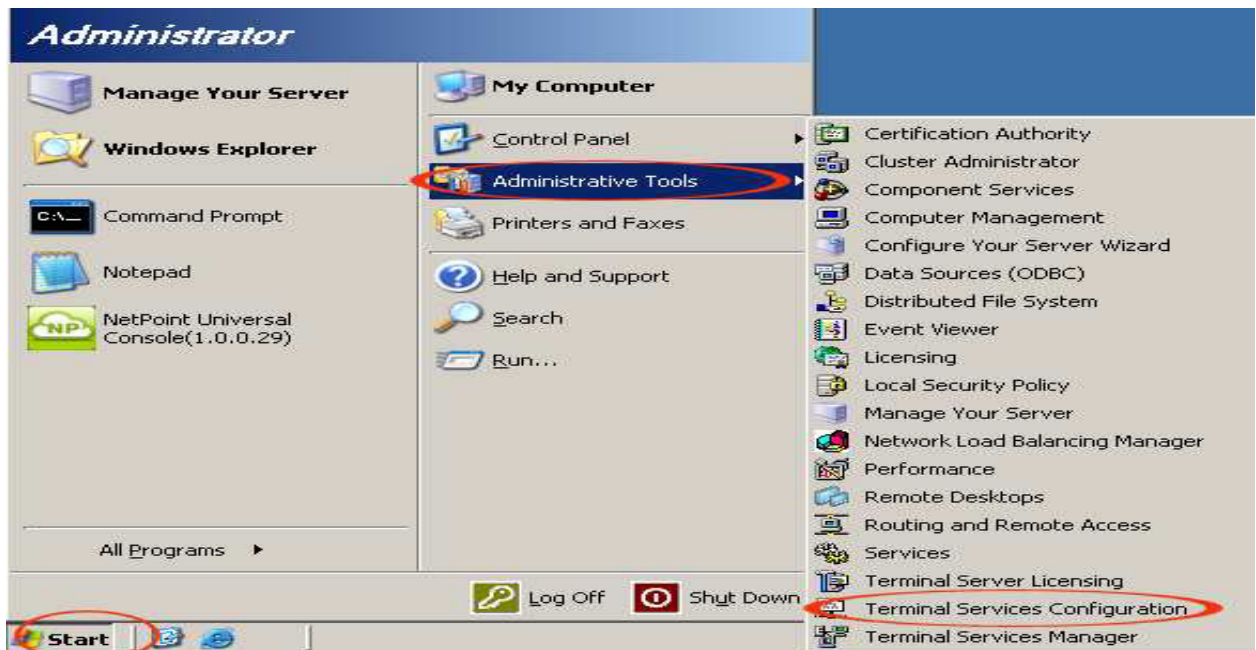 Administrator
Manage Your Server
Windows Explorer
C:\
Command Prompt
Notepad
NP
NetPoint Universal
Console(1.0.0.29)
All Programs
My Computer
Control Panel
Administrative Tools
Printers and Faxes
Help and Support
Search
Run...
Log Off
Shut Down
Start
Certification Authority
Cluster Administrator
Component Services
Computer Management
Configure Your Server Wizard
Data Sources (ODBC)
Distributed File System
Event Viewer
Licensing
Local Security Policy
Manage Your Server
Network Load Balancing Manager
Performance
Remote Desktops
Routing and Remote Access
Services
Terminal Server Licensing
Terminal Services Configuration
Terminal Services Manager